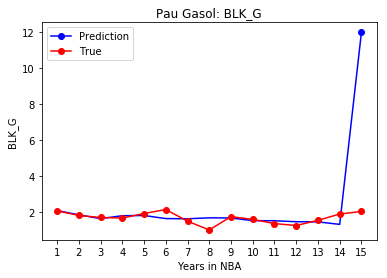 Pau Gasol: BLK_G
Prediction
True
BLK_G
12
10
8
6
4
2
1 2 3 4 5 6 7 8 9 10 11 12 13 14 15
Years in NBA